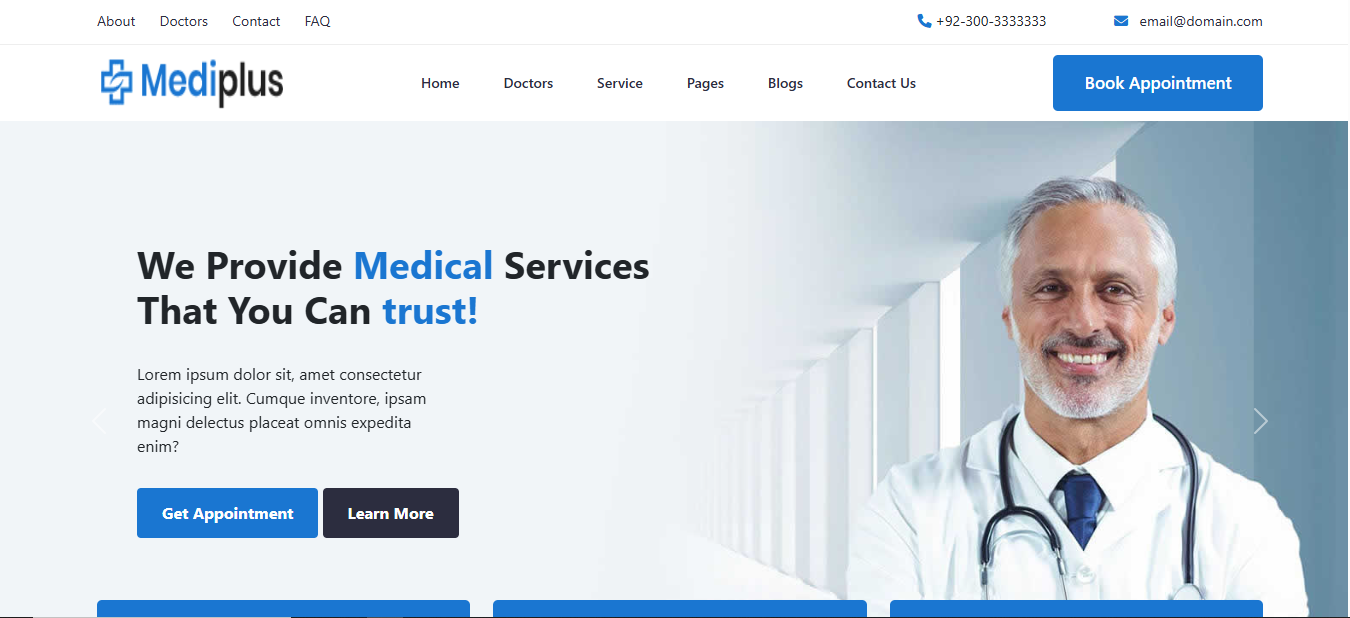 About Doctors Contact FAQ +92-300-3333333 email@domain.com
Mediplus Home Doctors Service Pages Blogs Contact Us Book Appointment
We Provide Medical Services
That You Can trust!
Lorem ipsum dolor sit, amet consectetur
adipisicing elit. Cumque inventore, ipsam
magni delectus placeat omnis expedita
enim?
Get Appointment Learn More